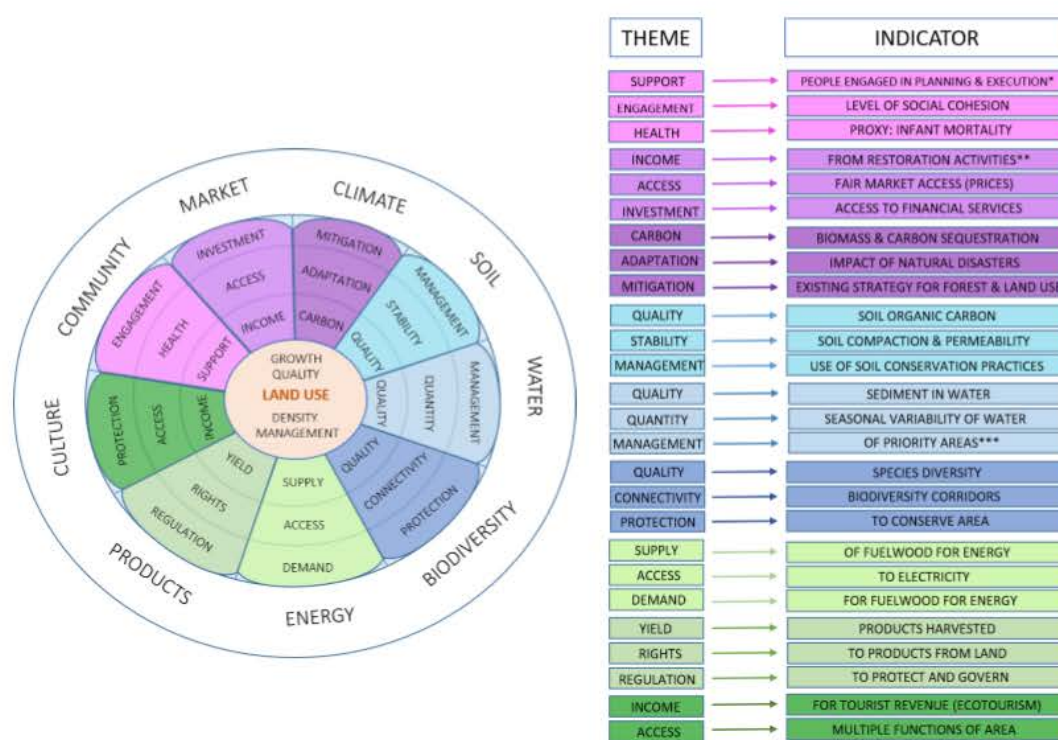 MARKET
CLIMATE
COMMUNITY
SOIL
CULTURE
WATER
PRODUCTS
BIODIVERSITY
ENERGY
INVESTMENT
ACCESS
INCOME
MITIGATION
ADAPTATION
CARBON
MANAGEMENT
STABILITY
QUALITY
MANAGEMENT
QUANTITY
QUALITY
PROTECTION
CONNECTIVITY
QUALITY
SUPPLY
ACCESS
DEMAND
YIELD
RIGHTS
REGULATION
PROTECTION
ACCESS
INCOME
ENGAGEMENT
HEALTH
SUPPORT
GROWTH
QUALITY
LAND USE
DENSITY
MANAGEMENT
THEME INDICATOR
SUPPORT PEOPLE ENGAGED IN PLANNING & EXECUTION*
ENGAGEMENT LEVEL OF SOCIAL COHESION
HEALTH PROXY: INFANT MORTALITY
INCOME FROM RESTORATION ACTIVITIES**
ACCESS FAIR MARKET ACCESS (PRICES)
INVESTMENT ACCESS TO FINANCIAL SERVICES
CARBON BIOMASS & CARBON SEQUESTRATION
ADAPTATION IMPACT OF NATURAL DISASTERS
MITIGATION EXISTING STRATEGY FOR FOREST & LAND USE
QUALITY SOIL ORGANIC CARBON
STABILITY SOIL COMPACTION & PERMEABILITY
MANAGEMENT USE OF SOIL CONSERVATION PRACTICES
QUALITY SEDIMENT IN WATER
QUANTITY SEASONAL VARIABILITY OF WATER
MANAGEMENT OF PRIORITY AREAS***
QUALITY SPECIES DIVERSITY
CONNECTIVITY BIODIVERSITY CORRIDORS
PROTECTION TO CONSERVE AREA
SUPPLY OF FUELWOOD FOR ENERGY
ACCESS TO ELECTRICITY
DEMAND FOR FUELWOOD FOR ENERGY
YIELD PRODUCTS HARVESTED
RIGHTS TO PRODUCTS FROM LAND
REGULATION TO PROTECT AND GOVERN
INCOME FOR TOURIST REVENUE (ECOTOURISM)
ACCESS MULTIPLE FUNCTIONS OF AREA